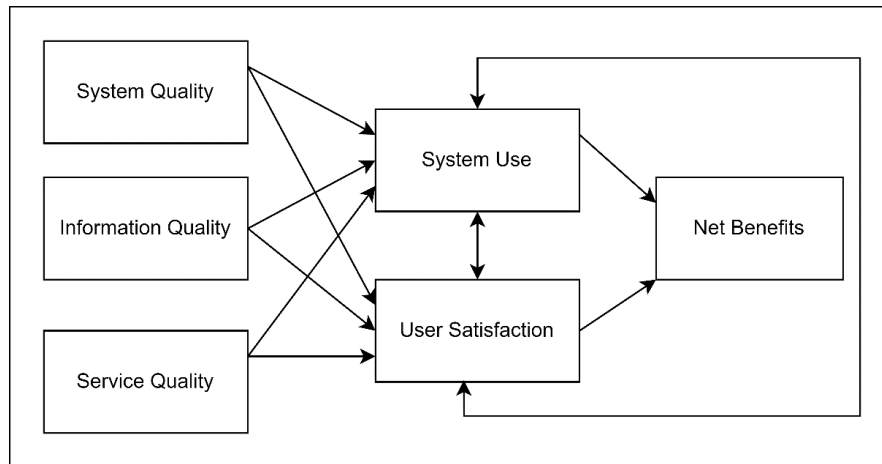 System Quality
System Use
Information Quality
Net Benefits
User Satisfaction
Service Quality